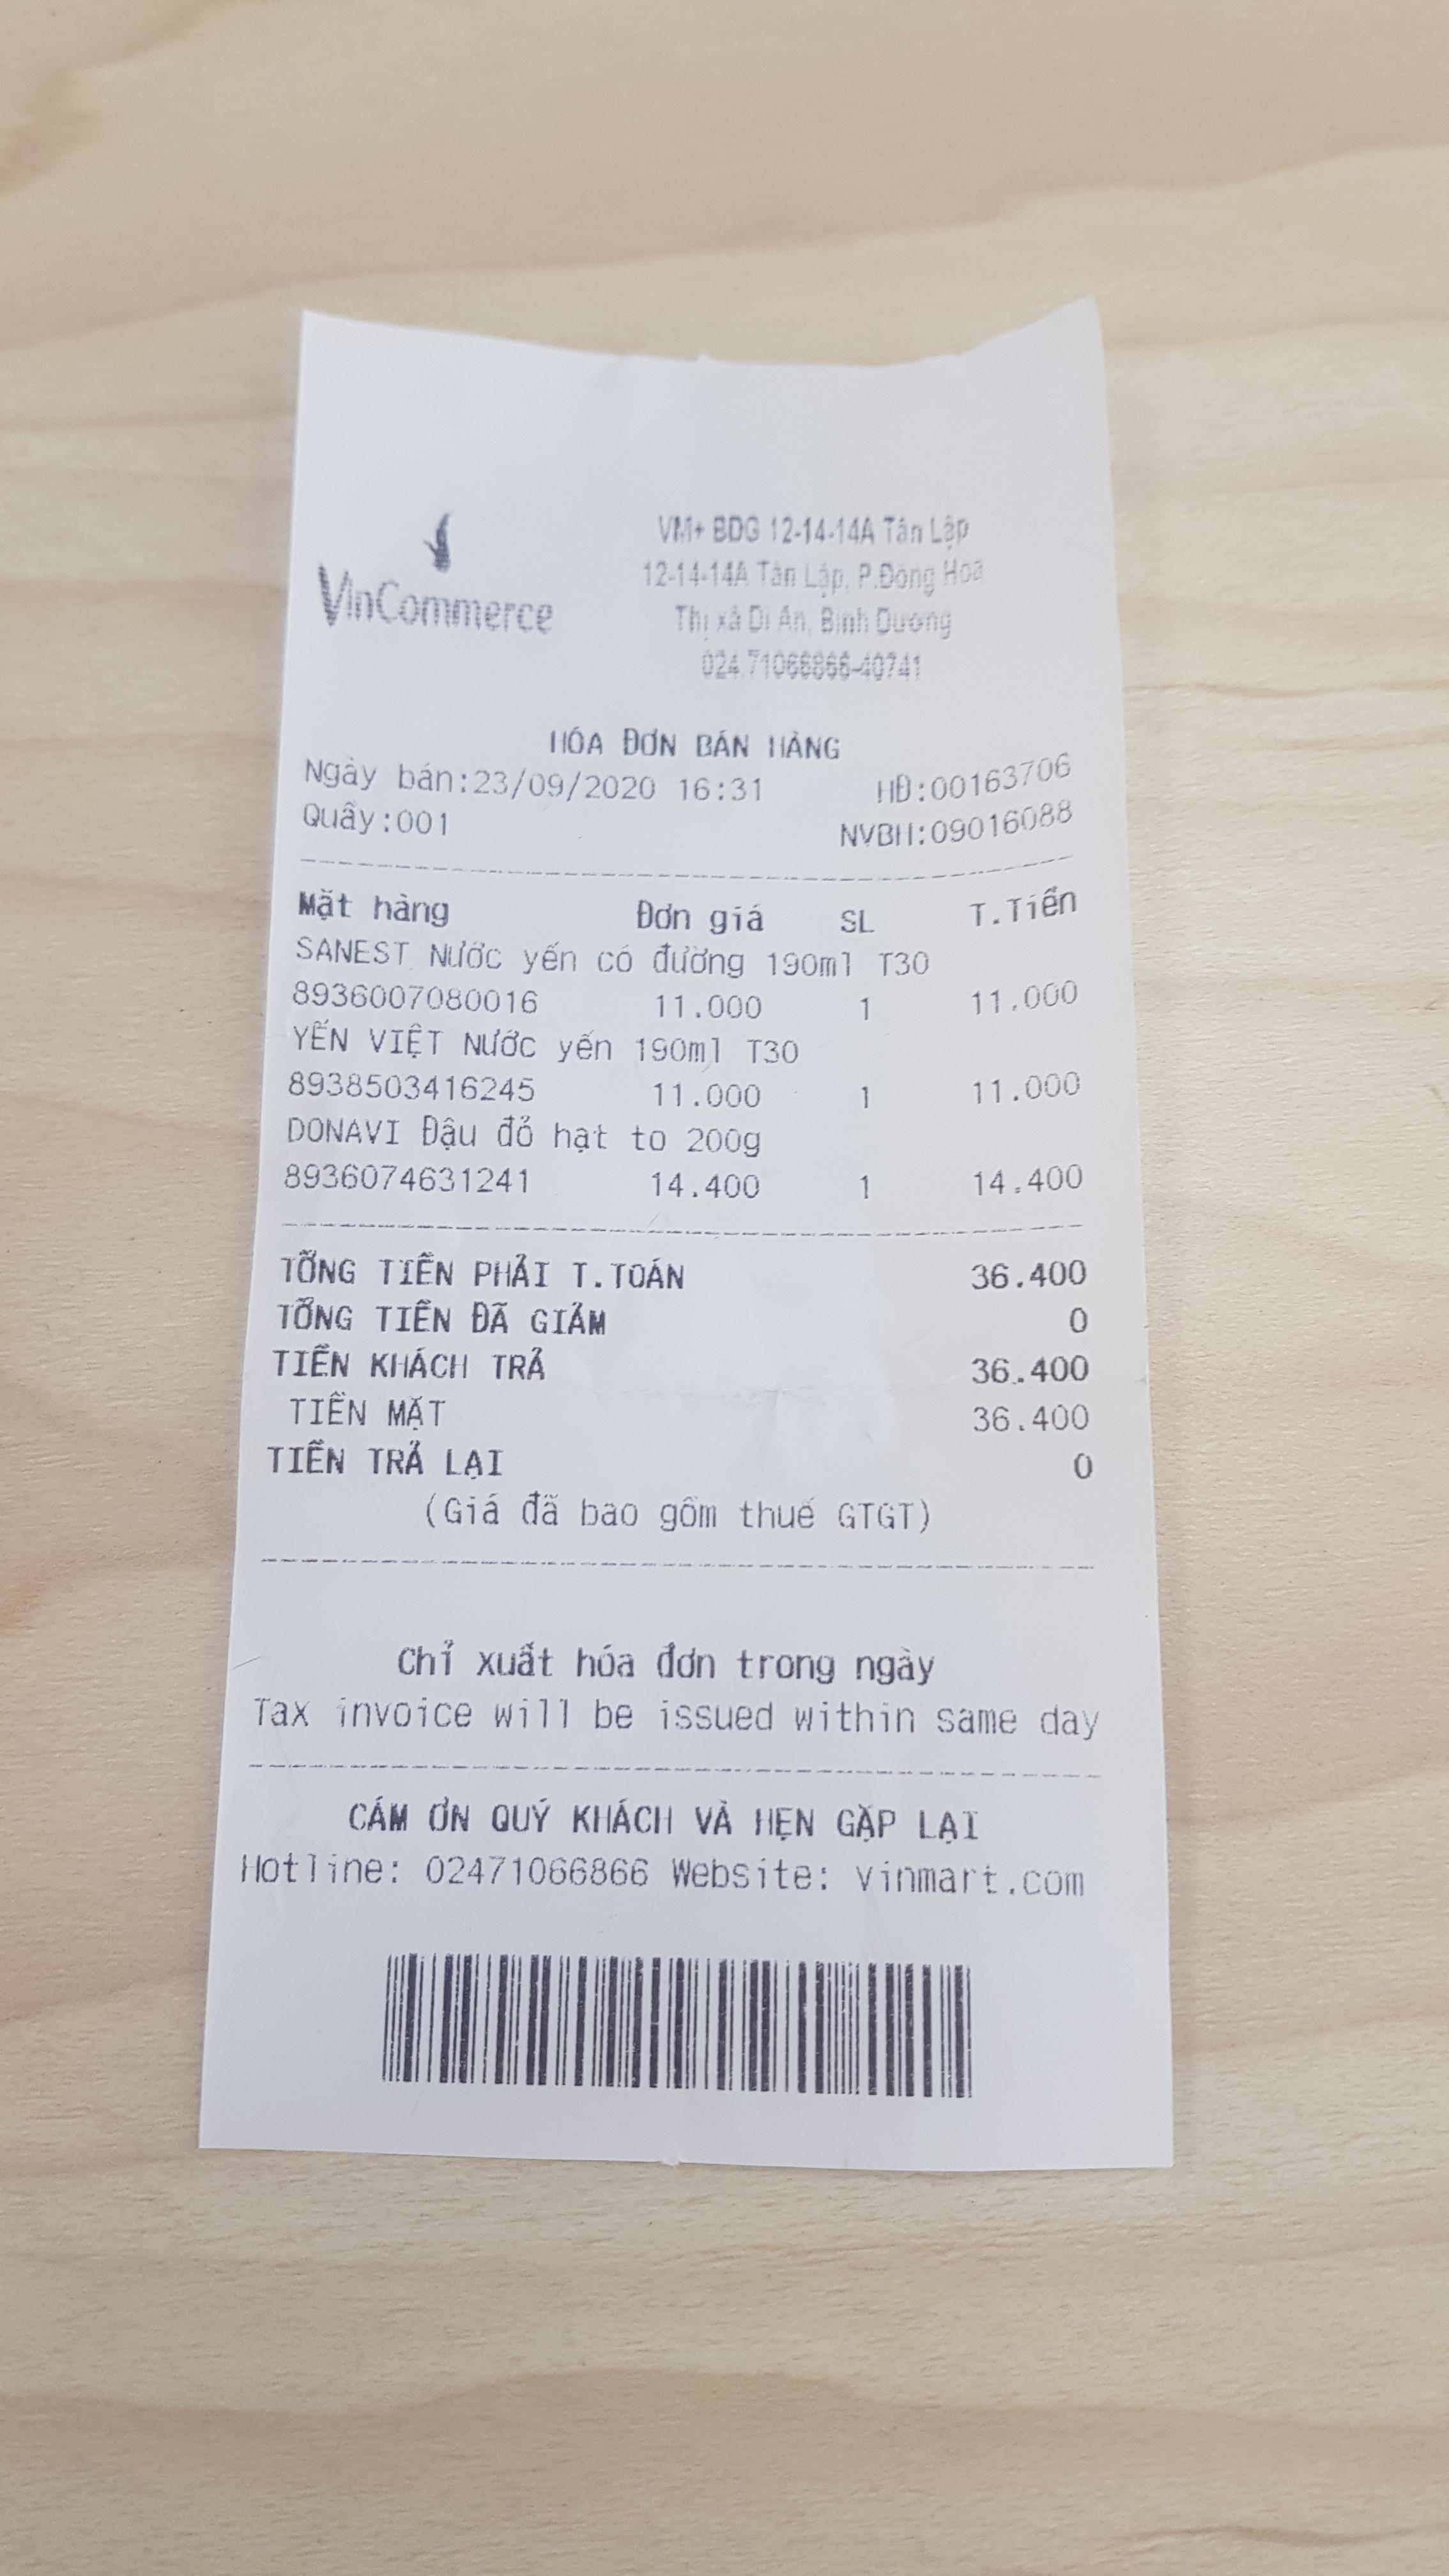 VinCommerce
VM+ BDG 12-14-14A Tân Lập
12-14-14A Tân Lập, P.Đông Hoà
Thị xã Dĩ An, Bình Dương
024.71066866-40741
HÓA ĐƠN BÁN HÀNG
Ngày bán:23/09/2020 16:31 HĐ:00163706
Quầy:001 NVBH:09016088
Mặt hàng Đơn giá SL T.Tiền
SANEST Nước yến có đường 190ml T30
8936007080016 11.000 1 11.000
YẾN VIỆT Nước yến 190ml T30
8938503416245 11.000 1 11.000
DONAVI Đậu đỏ hạt to 200g
8936074631241 14.400 1 14.400
TỔNG TIỀN PHẢI T.TOÁN 36.400
TỔNG TIỀN ĐÃ GIẢM 0
TIỀN KHÁCH TRẢ 36.400
TIỀN MẶT 36.400
TIỀN TRẢ LẠI 0
(Giá đã bao gồm thuế GTGT)
Chỉ xuất hóa đơn trong ngày
Tax invoice will be issued within same day
CẢM ƠN QUÝ KHÁCH VÀ HẸN GẶP LẠI
Hotline: 02471066866 Website: vinmart.com